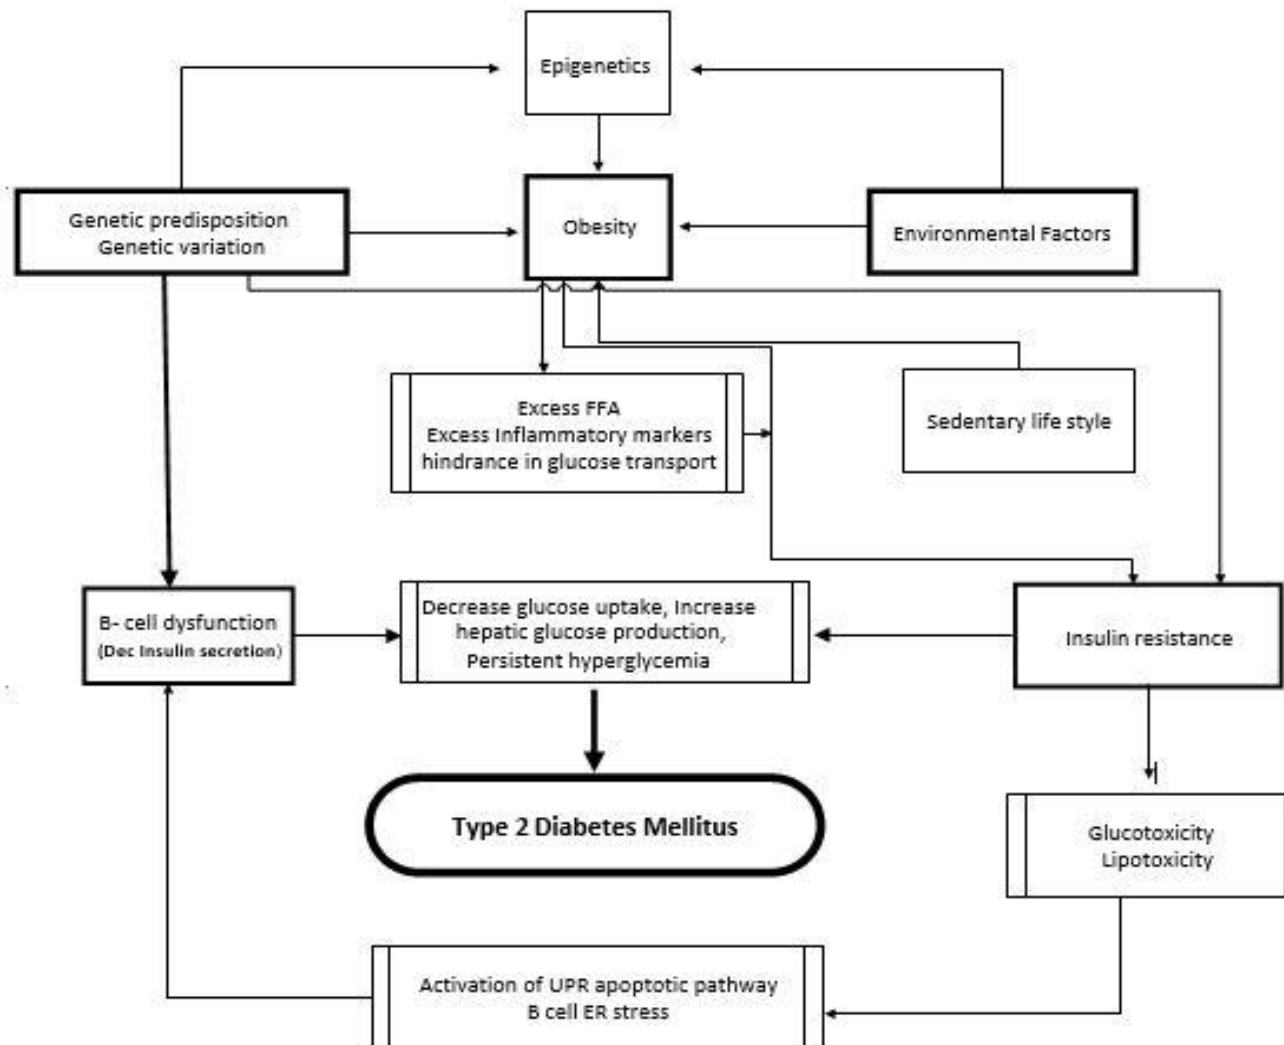 Epigenetics
Genetic predisposition
Genetic variation
Obesity
Environmental Factors
Excess FFA
Excess Inflammatory markers
hindrance in glucose transport
Sedentary life style
B- cell dysfunction
(Dec Insulin secretion)
Decrease glucose uptake, Increase
hepatic glucose production,
Persistent hyperglycemia
Insulin resistance
Type 2 Diabetes Mellitus
Glucotoxicity
Lipotoxicity
Activation of UPR apoptotic pathway
B cell ER stress